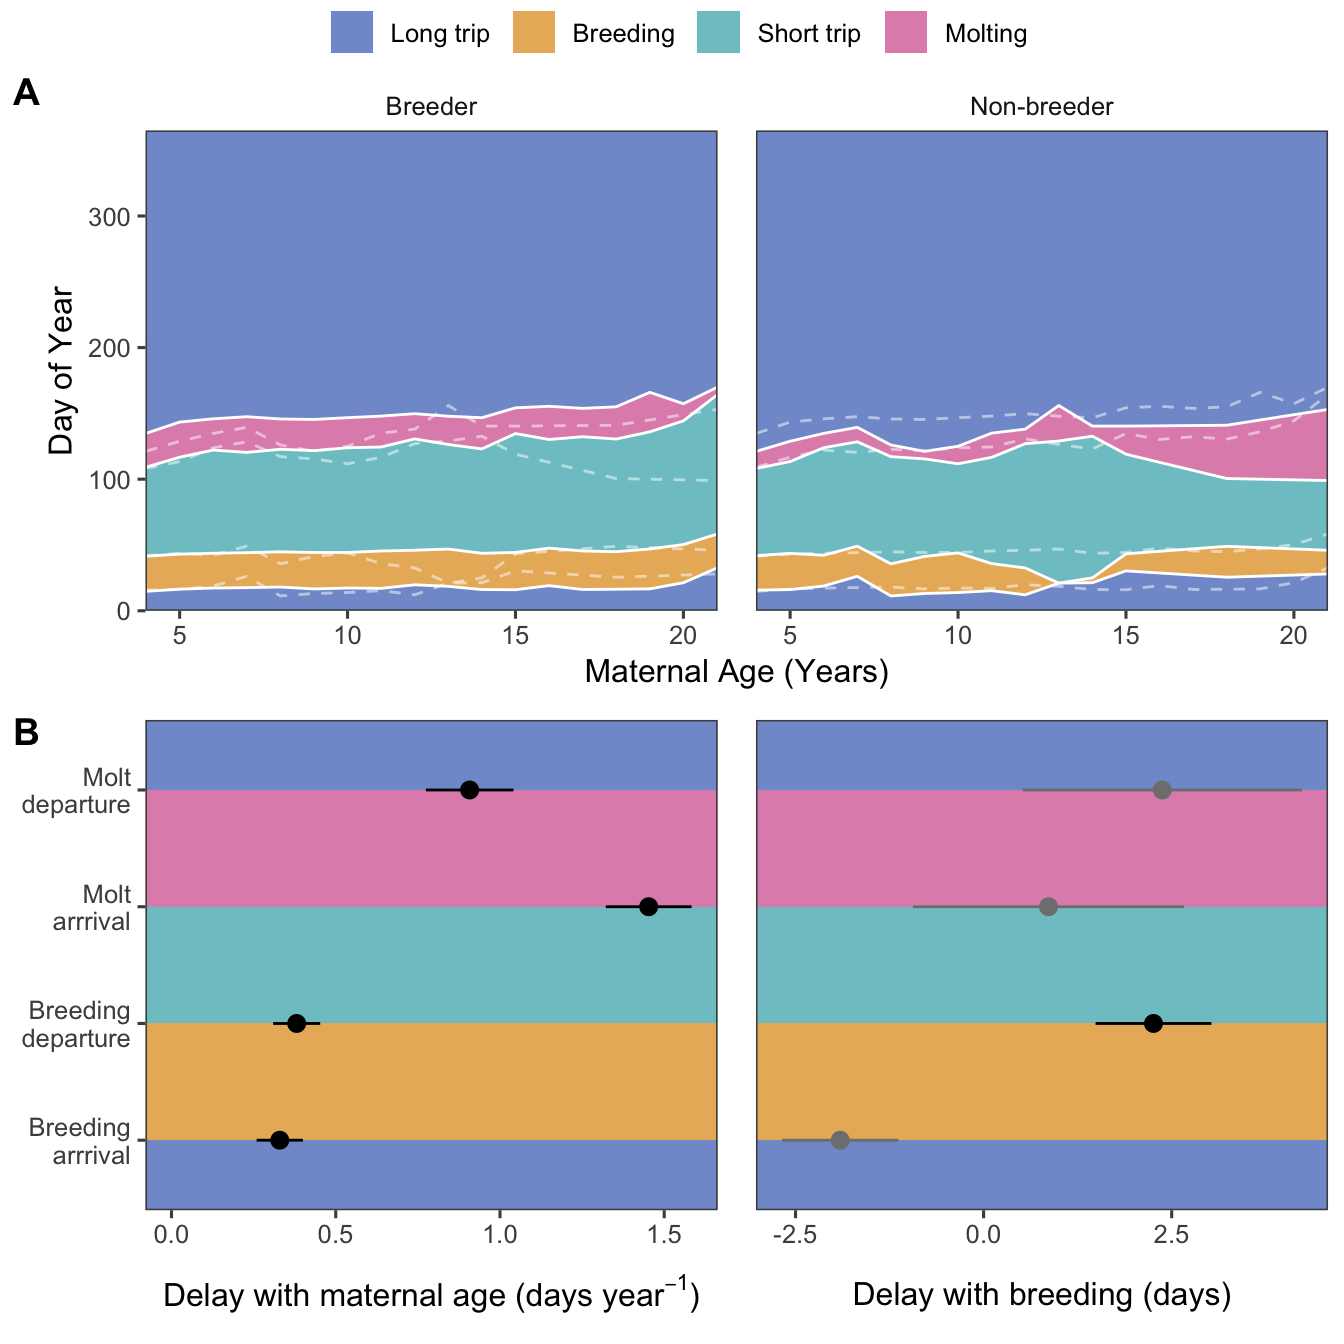 Long trip Breeding Short trip Molting
A
Breeder Non-breeder
Day of Year
300
200
100
0
5 10 15 20 5 10 15 20
Maternal Age (Years)
B
Molt
departure
Molt
arrrival
Breeding
departure
Breeding
arrrival
0.0 0.5 1.0 1.5 -2.5 0.0 2.5
Delay with maternal age (days year⁻¹) Delay with breeding (days)